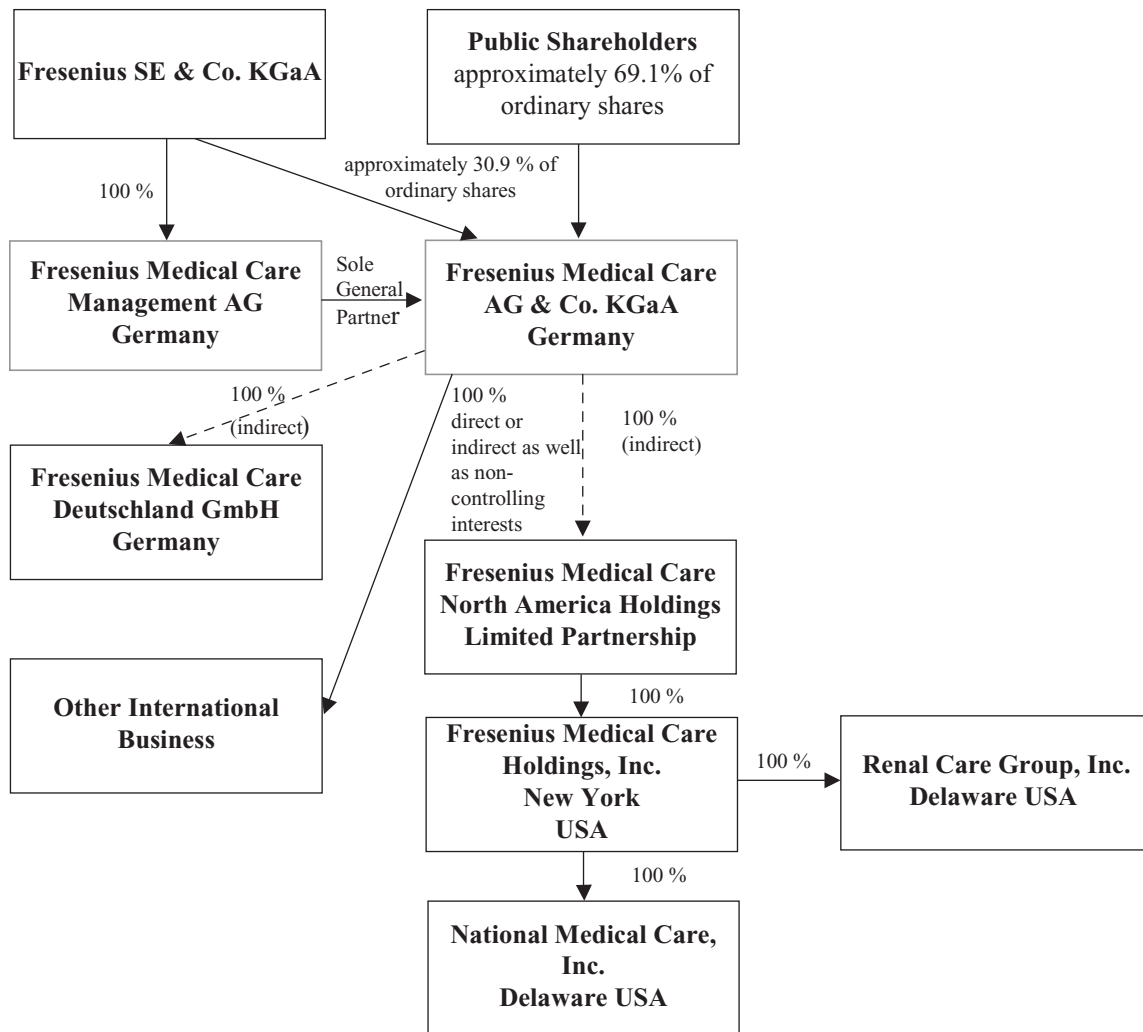 Fresenius SE & Co. KGaA
Public Shareholders
approximately 69.1% of
ordinary shares
100 %
approximately 30.9 % of
ordinary shares
Fresenius Medical Care
Management AG
Germany
Sole
General
Partner
Fresenius Medical Care
AG & Co. KGaA
Germany
100 %
(indirect)
100 %
direct or
indirect as well
as non-
controlling
interests
100 %
(indirect)
Fresenius Medical Care
Deutschland GmbH
Germany
Fresenius Medical Care
North America Holdings
Limited Partnership
Other International
Business
100 %
Fresenius Medical Care
Holdings, Inc.
New York
USA
100 %
Renal Care Group, Inc.
Delaware USA
100 %
National Medical Care,
Inc.
Delaware USA